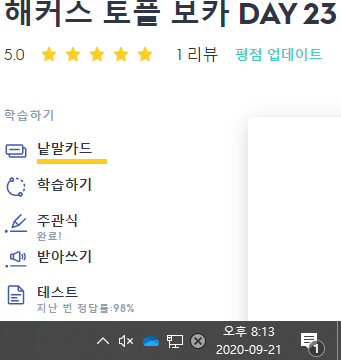 해커스 토플 보카 DAY 23
5.0 1 리뷰 평점 업데이트
학습하기
낱말카드
학습하기
주관식
완료!
받아쓰기
테스트
지난 번 정답률:98%
오후 8:13
2020-09-21
1